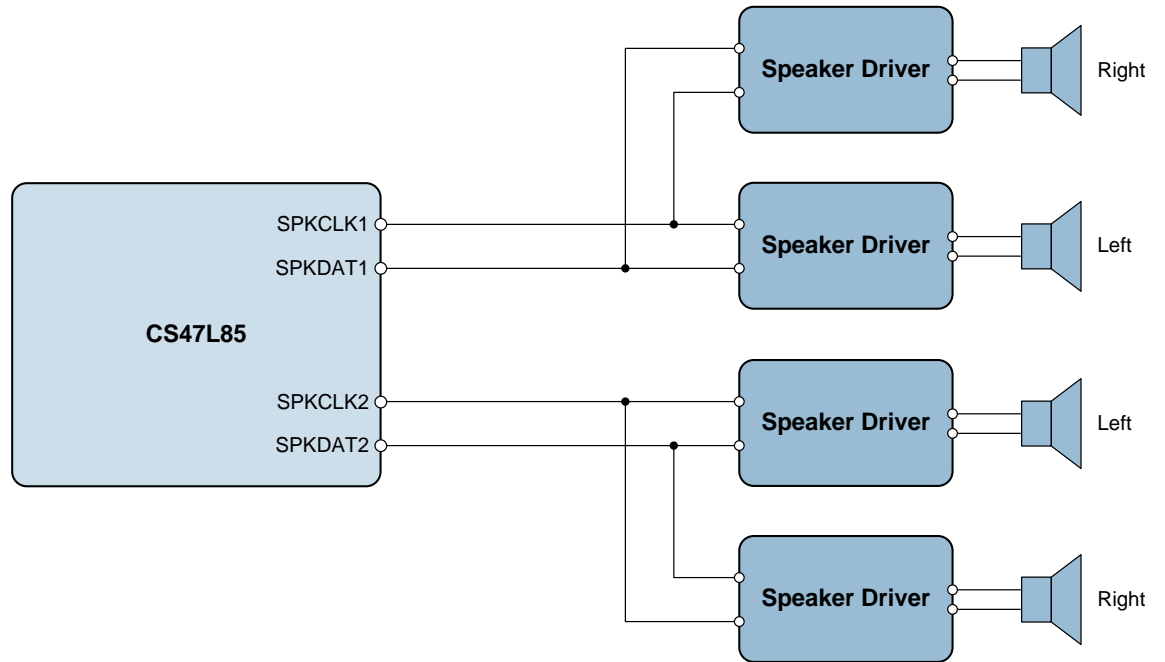 Speaker Driver
Right
SPKCLK1
Speaker Driver
Left
SPKDAT1
CS47L85
SPKCLK2
Speaker Driver
Left
SPKDAT2
Speaker Driver
Right